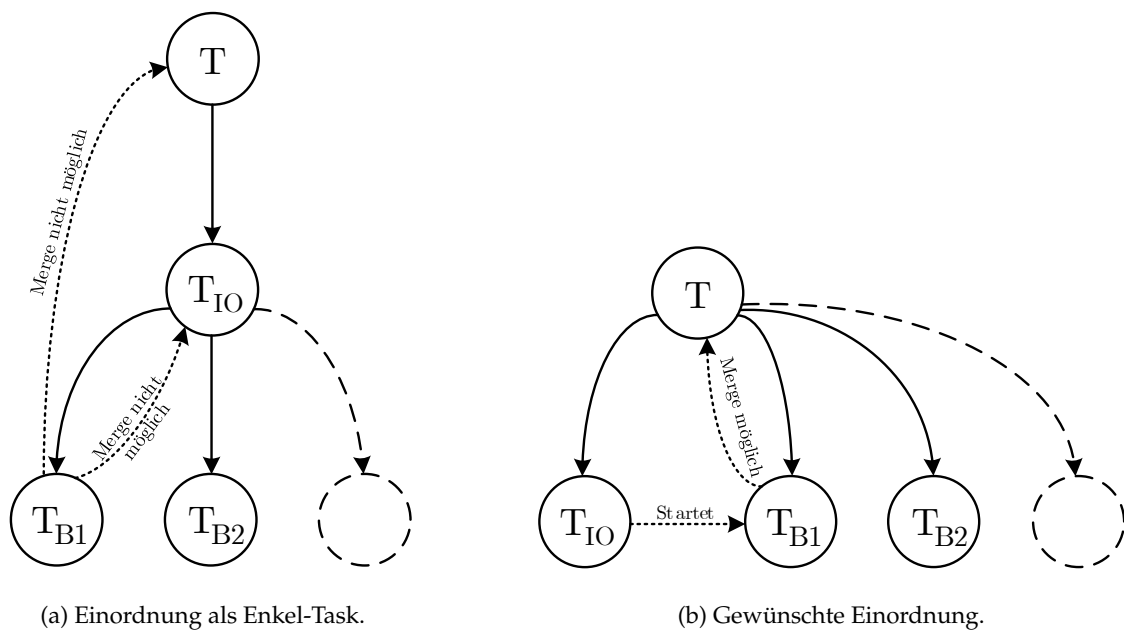 T
Merge nicht möglich
T_IO
Merge nicht
möglich
T_B1
T_B2
(a) Einordnung als Enkel-Task.
T
Merge möglich
T_IO
Startet
T_B1
T_B2
(b) Gewünschte Einordnung.